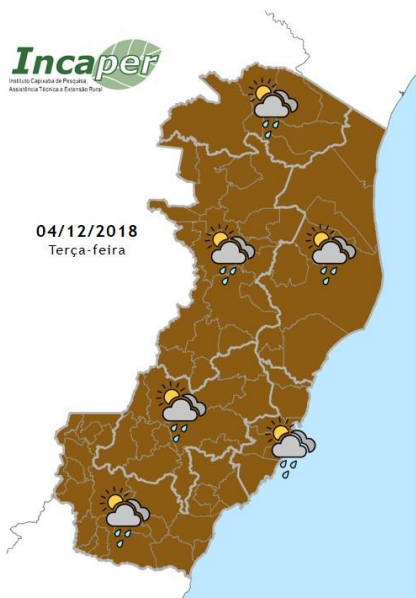 Incaper
Instituto Capixaba de Pesquisa,
Assistência Técnica e Extensão Rural
04/12/2018
Terça-feira